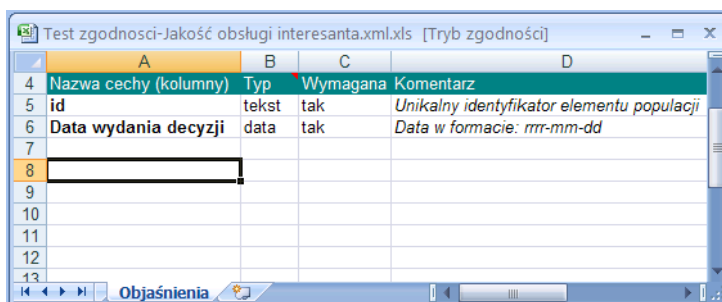 Test zgodnosci-Jakość obsługi interesanta.xml.xls [Tryb zgodności]
A B C D
4 Nazwa cechy (kolumny) Typ Wymagana Komentarz
5 id tekst tak Unikalny identyfikator elementu populacji
6 Data wydania decyzji data tak Data w formacie: rrrr-mm-dd
7
8
9
10
11
12
13
Objaśnienia